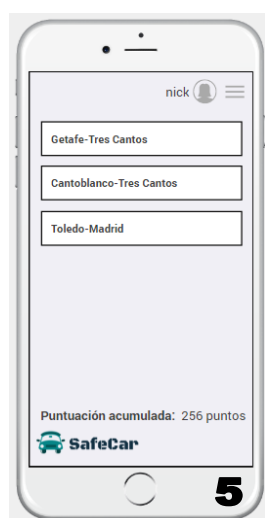 nick
Getafe-Tres Cantos
Cantoblanco-Tres Cantos
Toledo-Madrid
Puntuación acumulada: 256 puntos
SafeCar
5